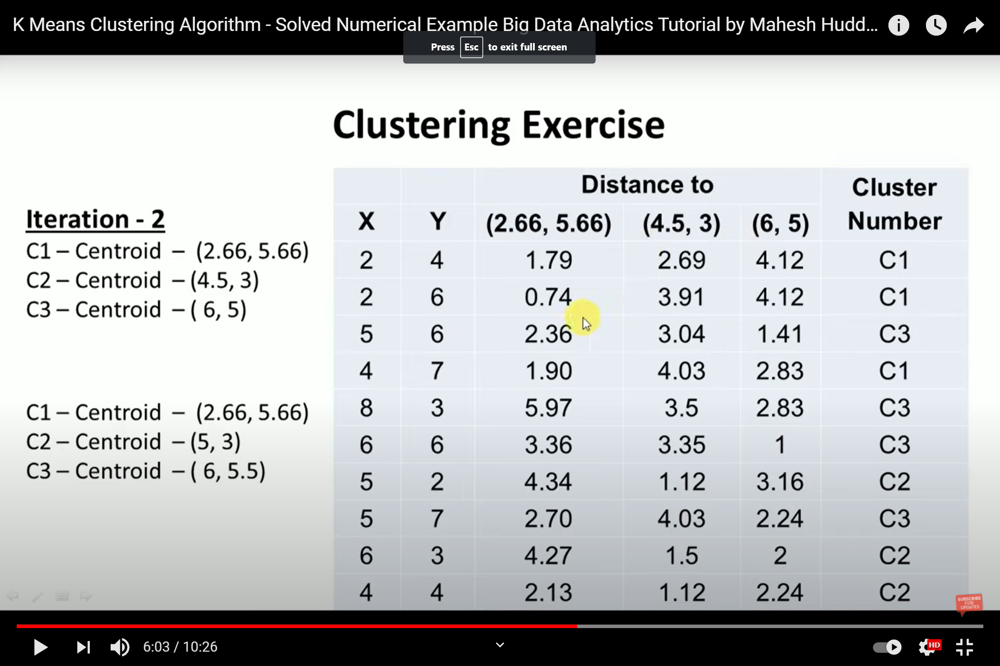 K Means Clustering Algorithm - Solved Numerical Example Big Data Analytics Tutorial by Mahesh Hudd...
Press Esc to exit full screen
Clustering Exercise
Iteration - 2
C1 – Centroid – (2.66, 5.66)
C2 – Centroid – (4.5, 3)
C3 – Centroid – ( 6, 5)
C1 – Centroid – (2.66, 5.66)
C2 – Centroid – (5, 3)
C3 – Centroid – ( 6, 5.5)
Distance to Cluster
X Y (2.66, 5.66) (4.5, 3) (6, 5) Number
2 4 1.79 2.69 4.12 C1
2 6 0.74 3.91 4.12 C1
5 6 2.36 3.04 1.41 C3
4 7 1.90 4.03 2.83 C1
8 3 5.97 3.5 2.83 C3
6 6 3.36 3.35 1 C3
5 2 4.34 1.12 3.16 C2
5 7 2.70 4.03 2.24 C3
6 3 4.27 1.5 2 C2
4 4 2.13 1.12 2.24 C2
SUBSCRIBE
FOR
UPDATES
6:03 / 10:26
HD